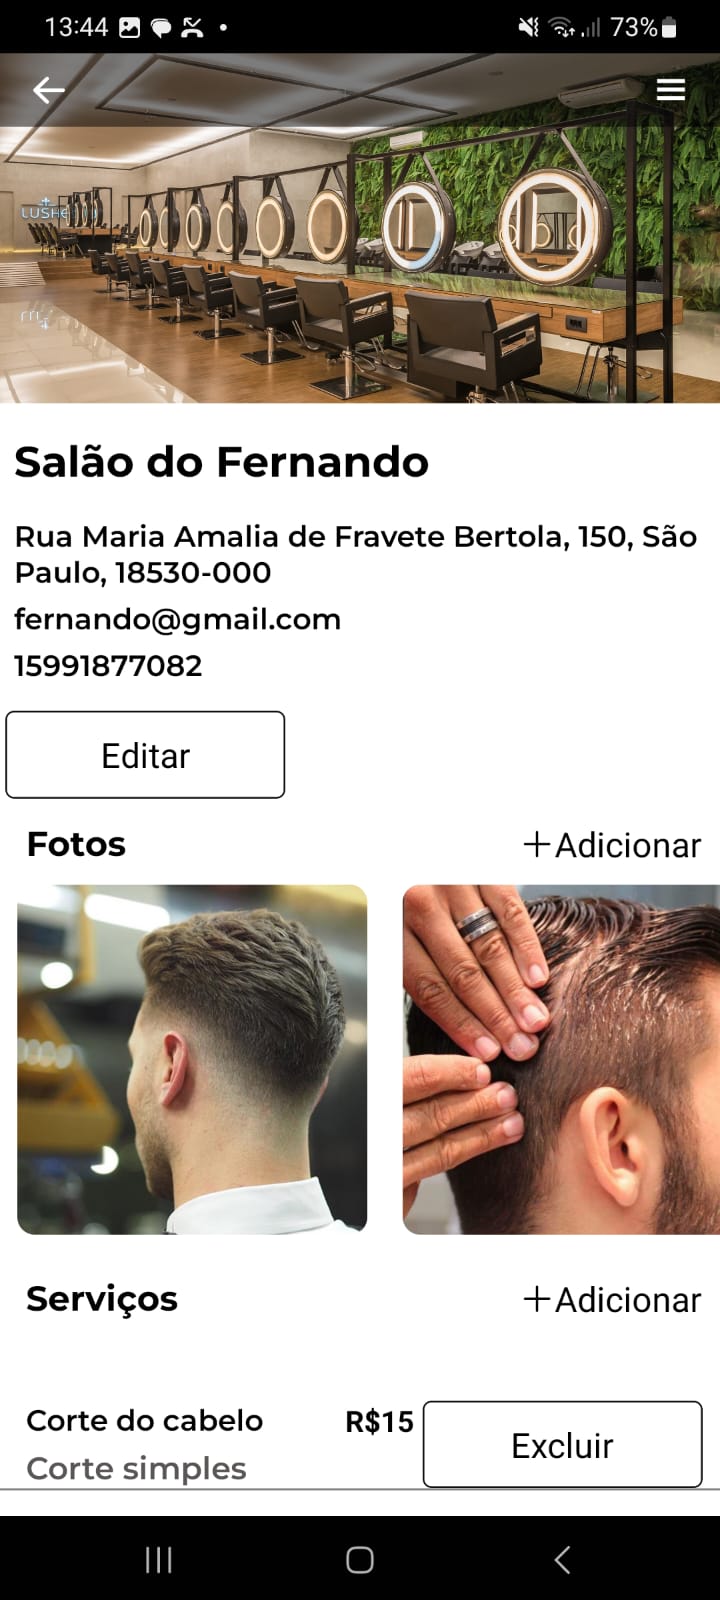 13:44
73%
LUSHE
Salão do Fernando
Rua Maria Amalia de Fravete Bertola, 150, São
Paulo, 18530-000
fernando@gmail.com
15991877082
Editar
Fotos
+Adicionar
Serviços
+Adicionar
Corte do cabelo
R$15
Excluir
Corte simples